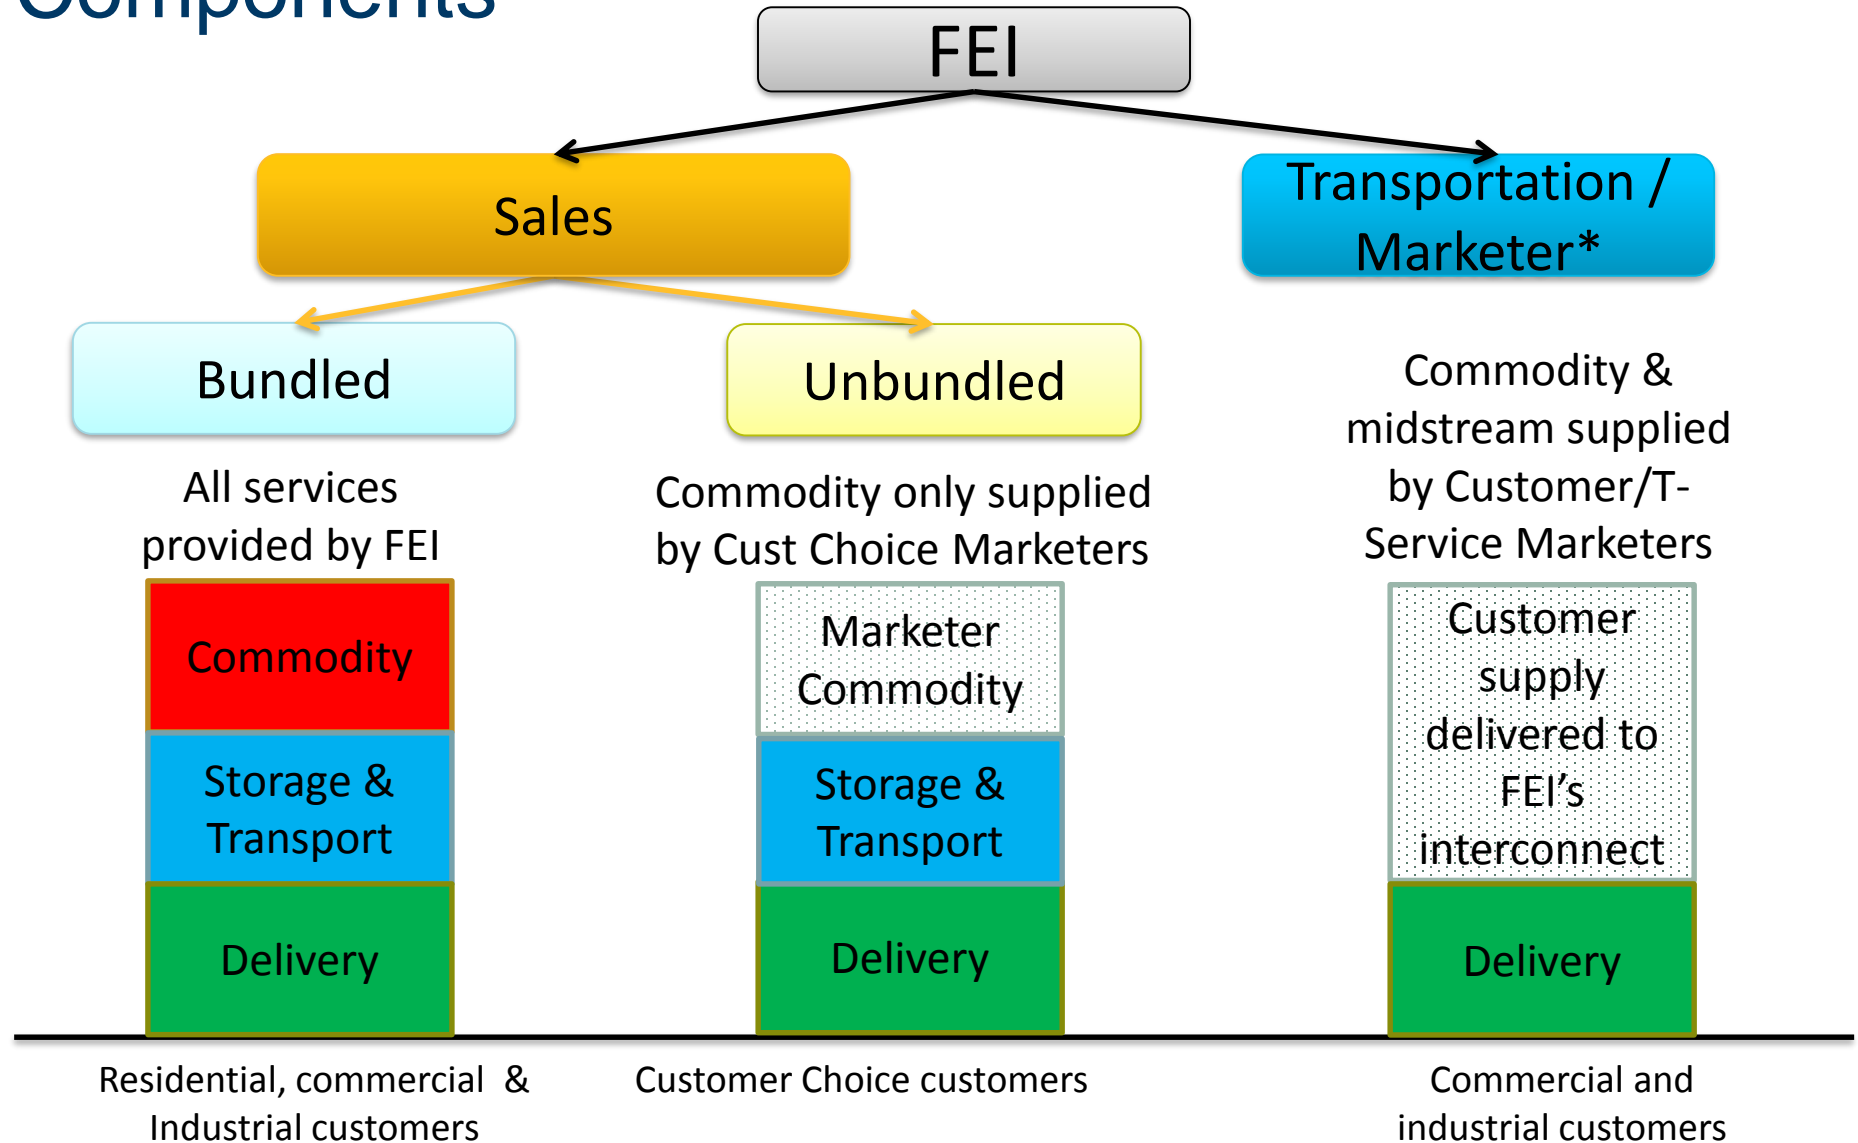 Components
FEI
Sales
Transportation /
Marketer*
Bundled
Unbundled
All services
provided by FEI
Commodity only supplied
by Cust Choice Marketers
Commodity &
midstream supplied
by Customer/T-
Service Marketers
Commodity
Storage &
Transport
Delivery
Marketer
Commodity
Storage &
Transport
Delivery
Customer
supply
delivered to
FEI’s
interconnect
Delivery
Residential, commercial &
Industrial customers
Customer Choice customers
Commercial and
industrial customers